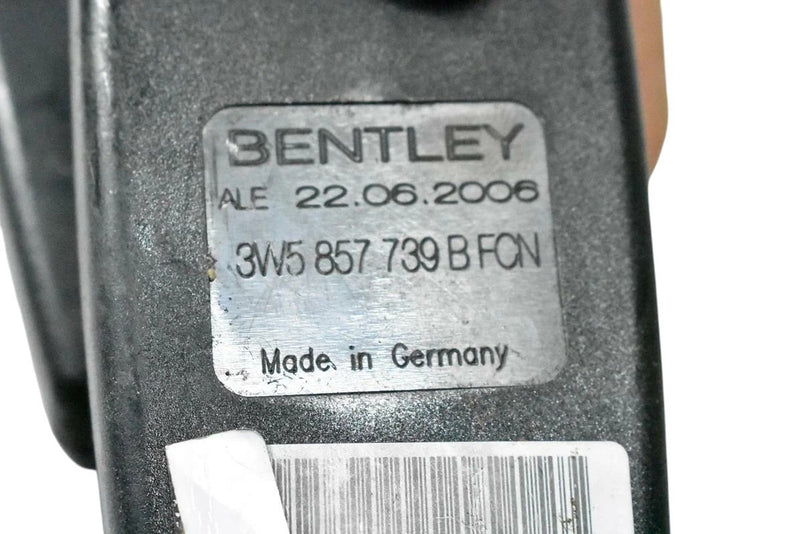 BENTLEY
ALE 22.06.2006
3W5 857 739 B FCN
Made in Germany